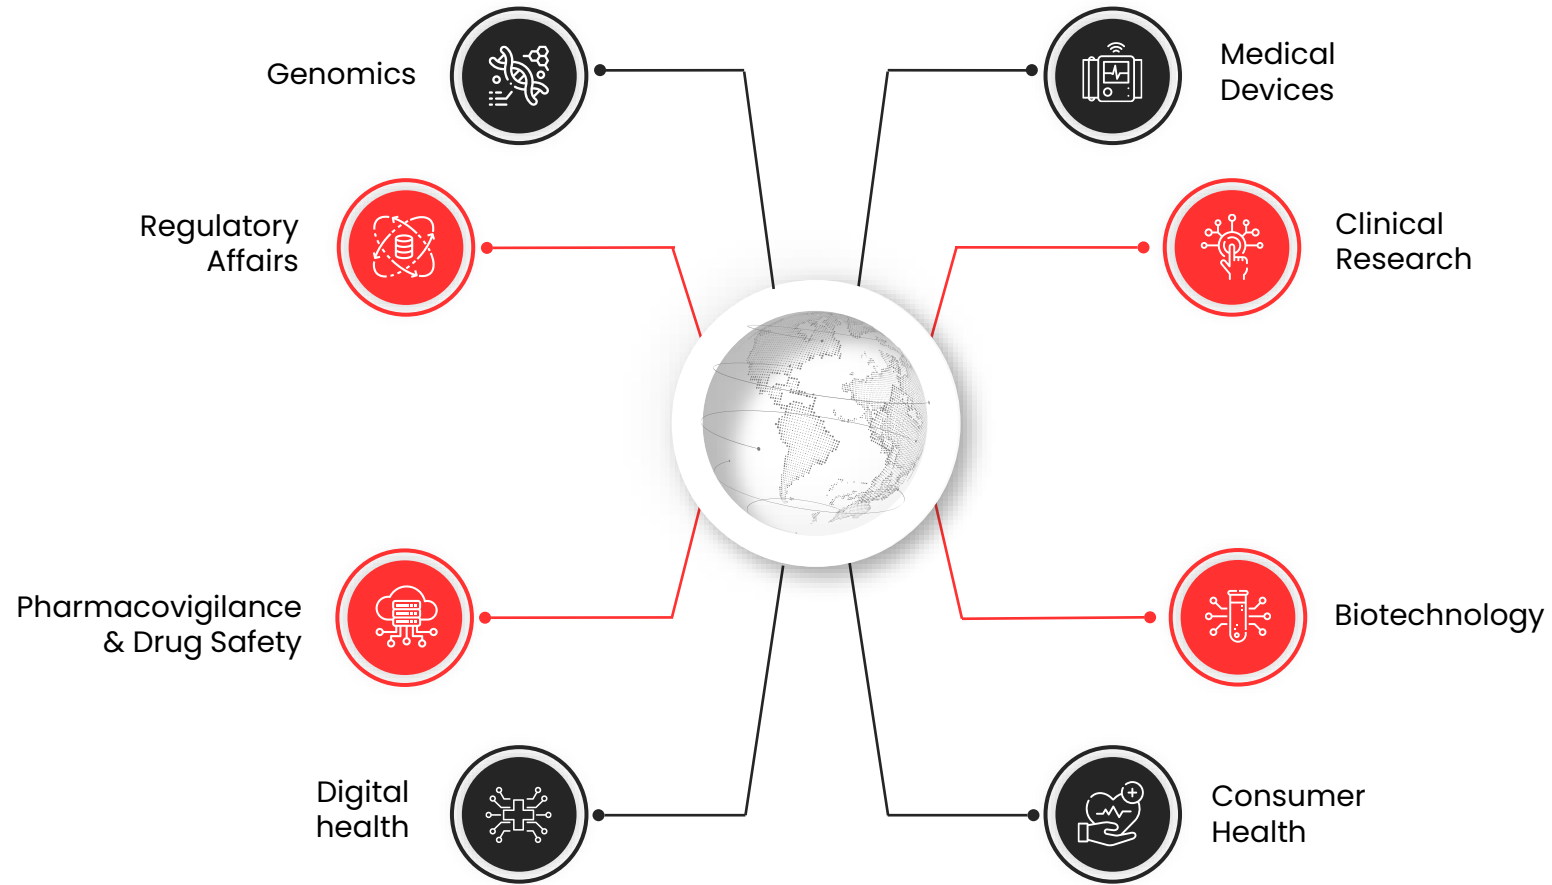 Genomics
Medical
Devices
Regulatory
Affairs
Clinical
Research
Pharmacovigilance
& Drug Safety
Biotechnology
Digital
health
Consumer
Health